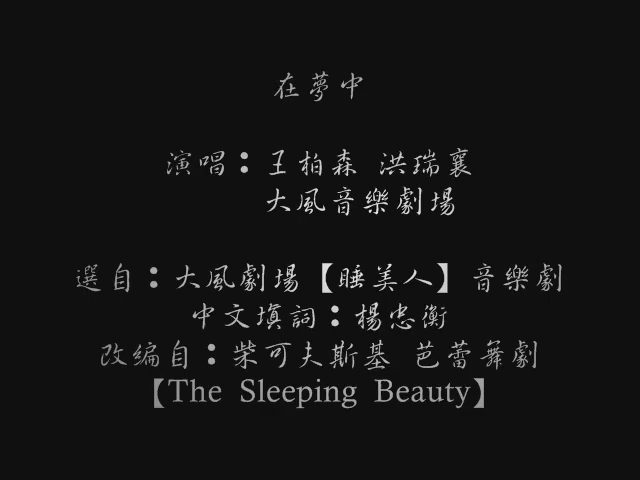 在夢中
演唱：王柏森 洪瑞襄
大風音樂劇場
選自：大風劇場【睡美人】音樂劇
中文填詞：楊忠衡
改編自：柴可夫斯基 芭蕾舞劇
【The Sleeping Beauty】